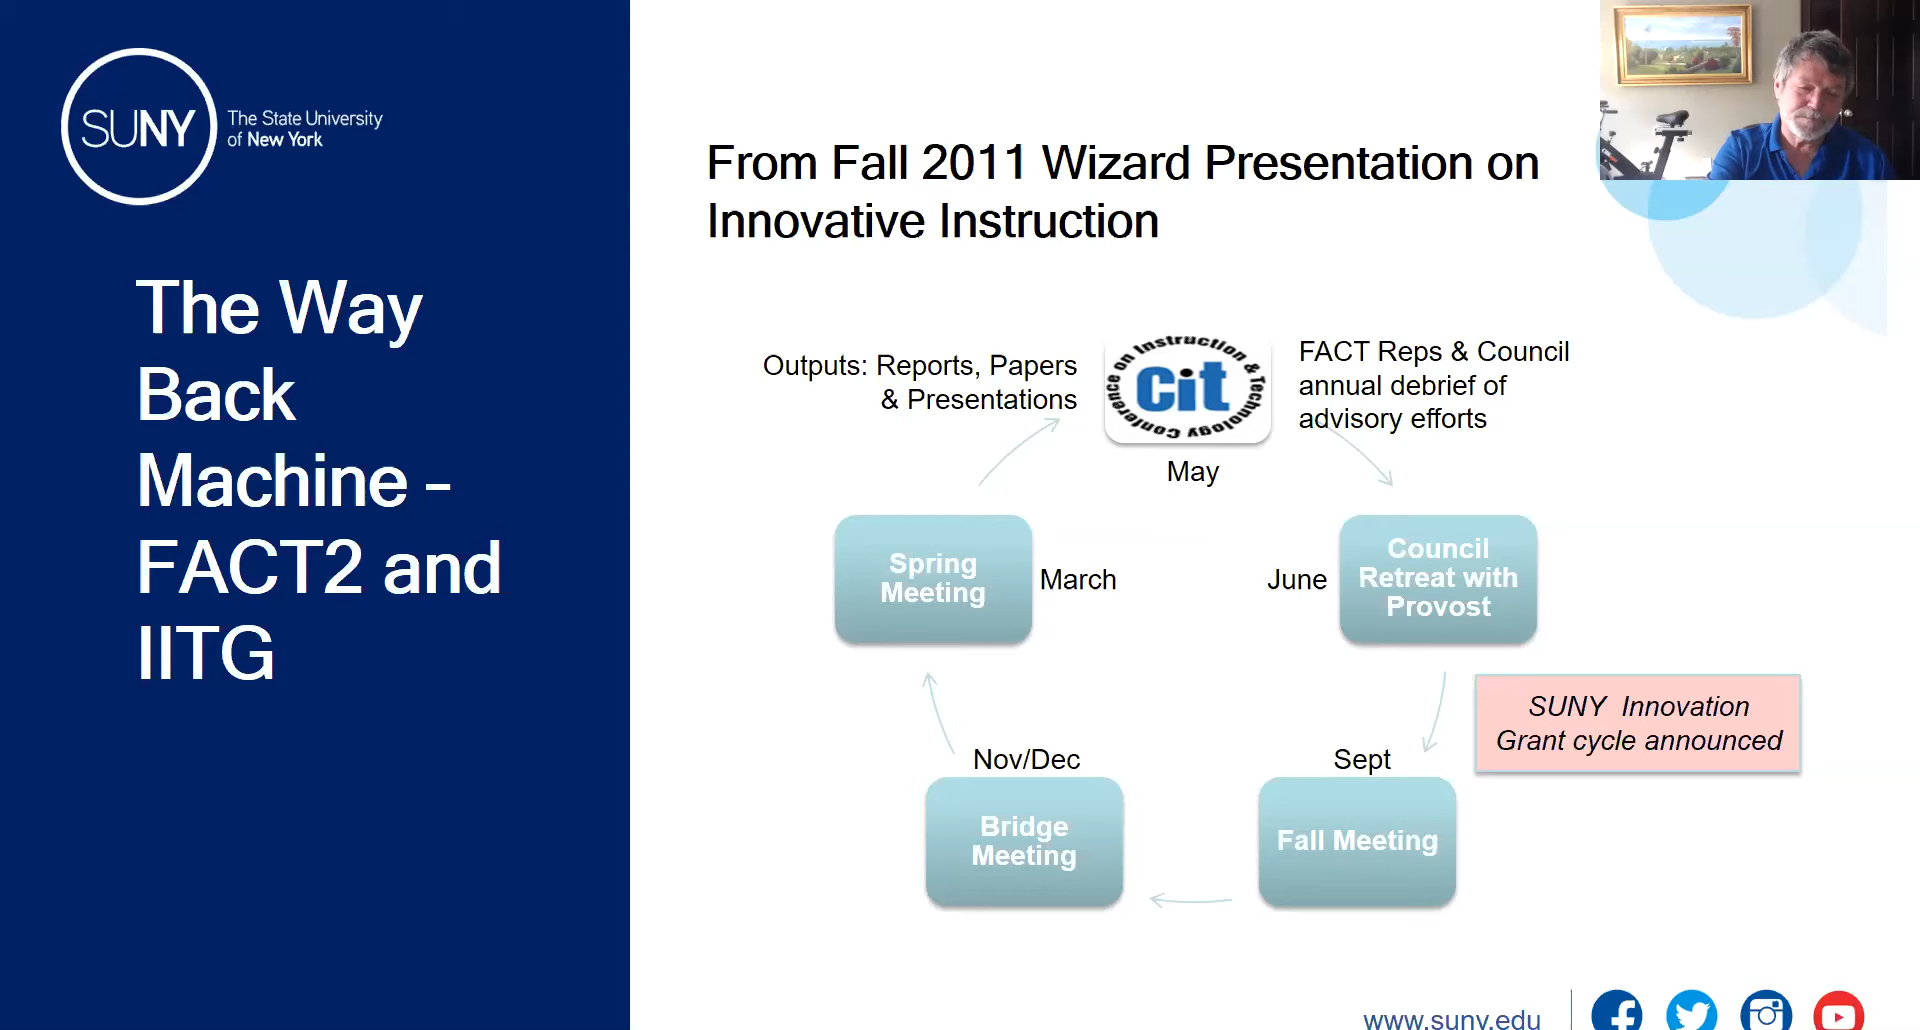 SUNY
The State University
of New York
The Way
Back
Machine –
FACT2 and
IITG
From Fall 2011 Wizard Presentation on
Innovative Instruction
Outputs: Reports, Papers
& Presentations
Conference on Instruction & Technology
Cit
May
FACT Reps & Council
annual debrief of
advisory efforts
Spring
Meeting
March
June
Council
Retreat with
Provost
SUNY Innovation
Grant cycle announced
Nov/Dec
Bridge
Meeting
Sept
Fall Meeting
www.suny.edu